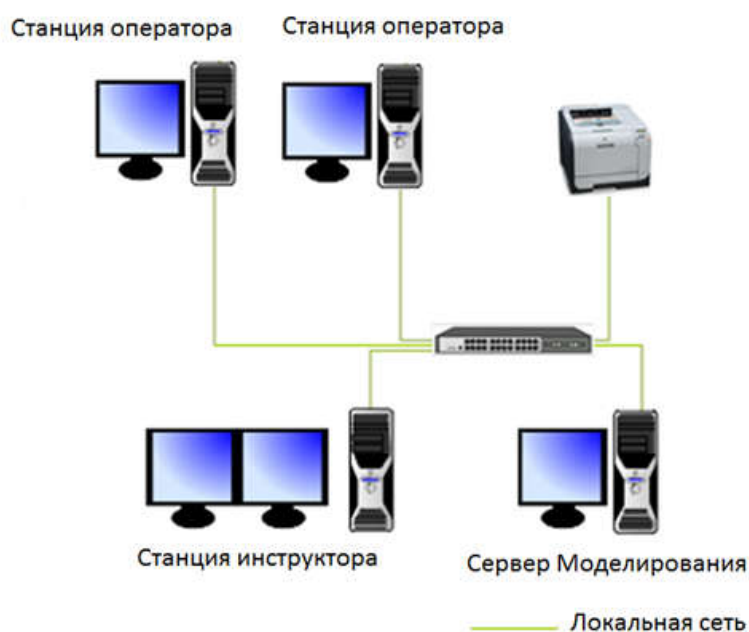 Станция оператора
Станция оператора
Станция инструктора
Сервер Моделирования
Локальная сеть